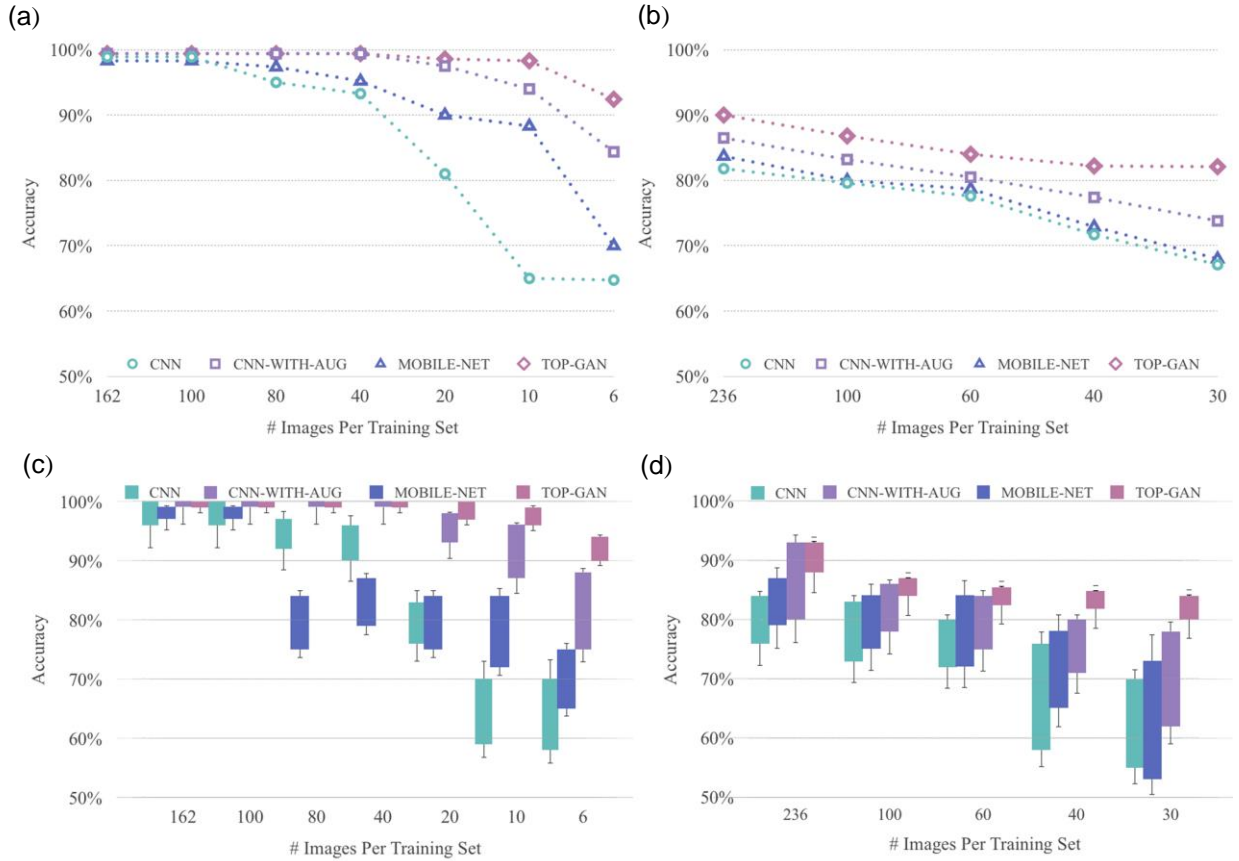 (a)
100%
90%
80%
70%
60%
50%
Accuracy
CNN CNN-WITH-AUG MOBILE-NET TOP-GAN
162 100 80 40 20 10 6
# Images Per Training Set
(b)
100%
90%
80%
70%
60%
50%
Accuracy
CNN CNN-WITH-AUG MOBILE-NET TOP-GAN
236 100 60 40 30
# Images Per Training Set
(c)
CNN CNN-WITH-AUG MOBILE-NET TOP-GAN
100%
90%
80%
70%
60%
50%
Accuracy
162 100 80 40 20 10 6
# Images Per Training Set
(d)
CNN CNN-WITH-AUG MOBILE-NET TOP-GAN
100%
90%
80%
70%
60%
50%
Accuracy
236 100 60 40 30
# Images Per Training Set